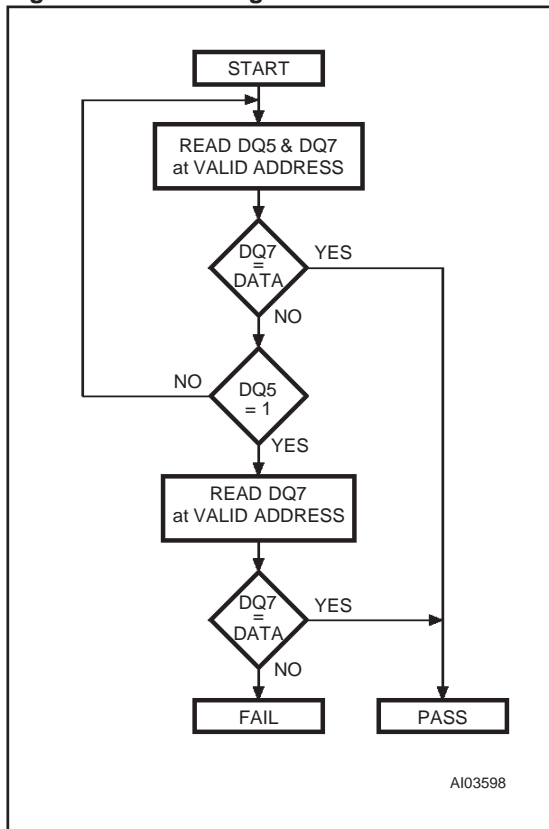 START
READ DQ5 & DQ7
at VALID ADDRESS
DQ7
=
DATA
YES
NO
NO
DQ5
= 1
YES
READ DQ7
at VALID ADDRESS
DQ7
=
DATA
YES
NO
FAIL
PASS
AI03598